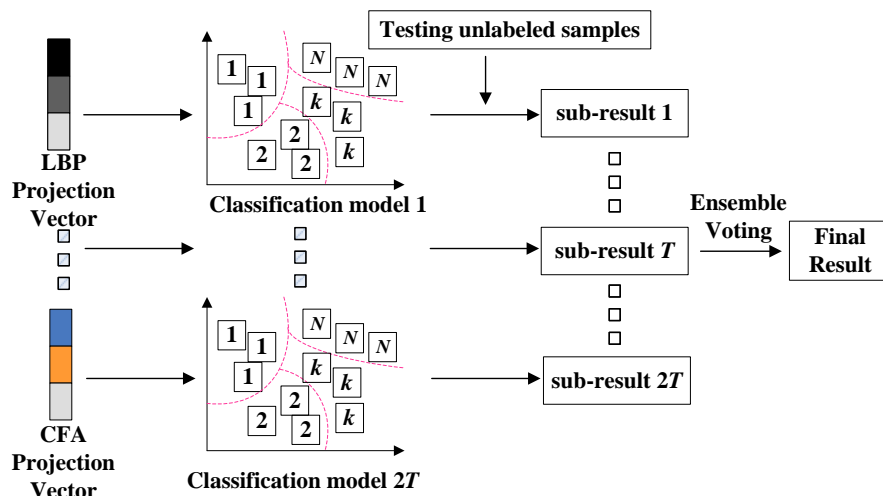 Testing unlabeled samples
1
1
1
2
2
2
N
N
N
k
k
k
LBP
Projection
Vector
Classification model 1
sub-result 1
sub-result T
Ensemble
Voting
Final
Result
1
1
1
2
2
2
N
N
N
k
k
k
CFA
Projection
Vector
Classification model 2T
sub-result 2T